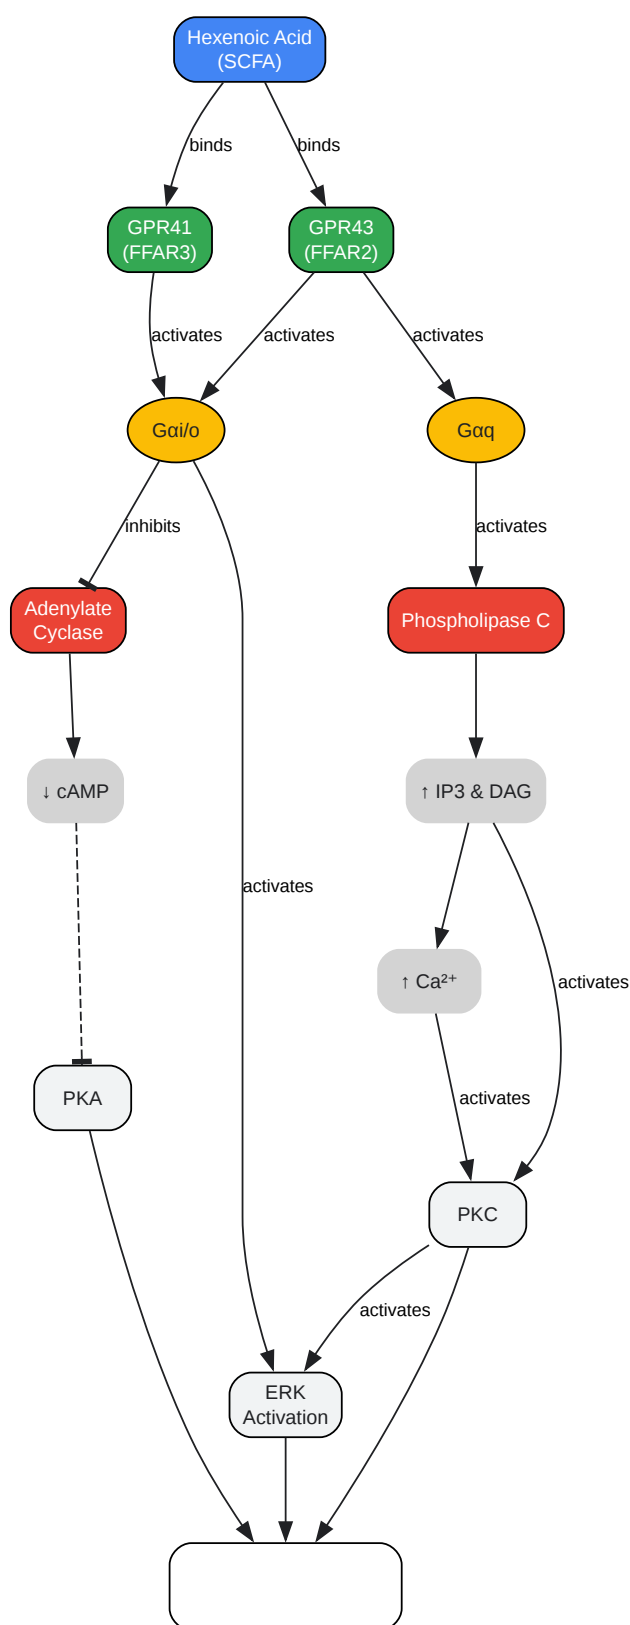 Hexenoic Acid
(SCFA)
binds
binds
GPR41
(FFAR3)
GPR43
(FFAR2)
activates
activates
activates
Gαi/o
Gαq
inhibits
activates
Adenylate
Cyclase
Phospholipase C
↓ cAMP
↑ IP3 & DAG
activates
↑ Ca²⁺
activates
PKA
activates
PKC
activates
ERK
Activation